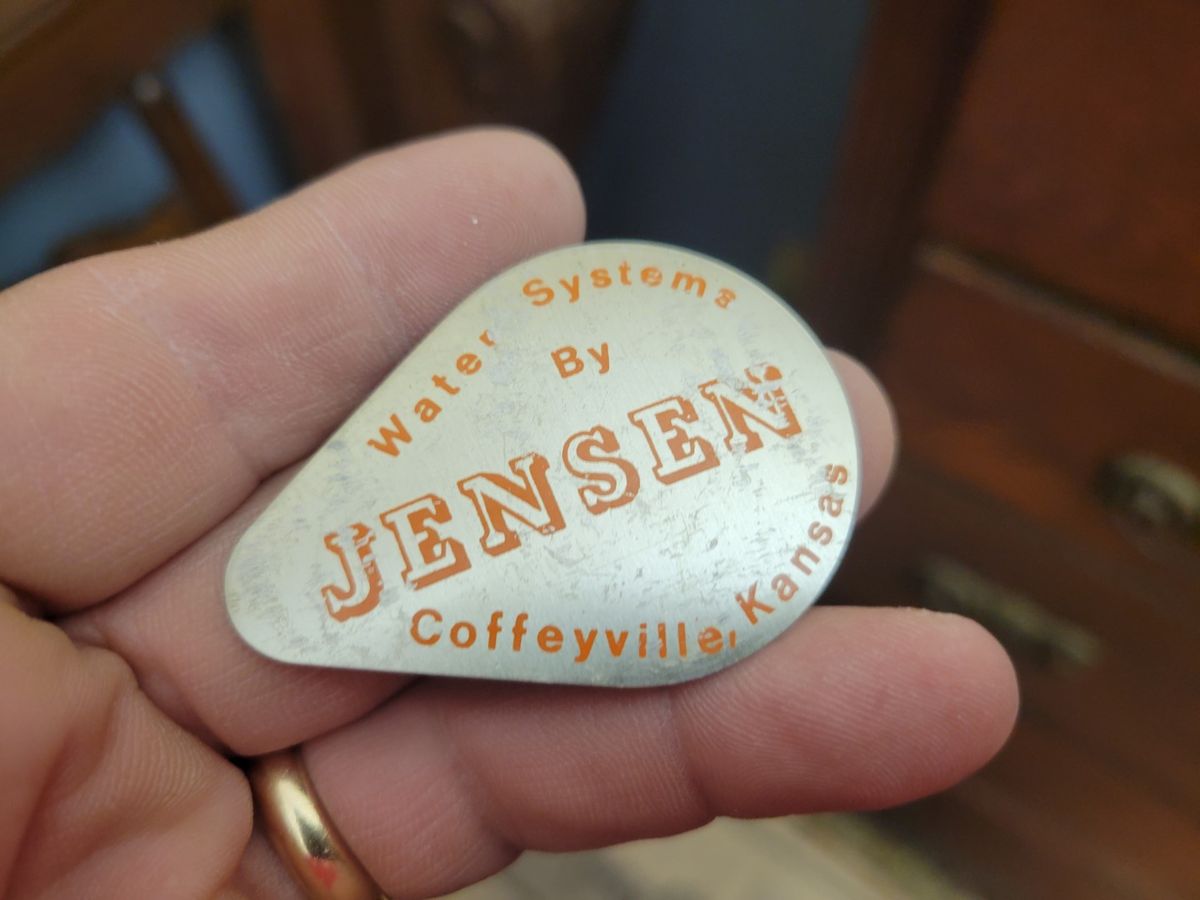 Water Systems
By
JENSEN
Coffeyville, Kansas